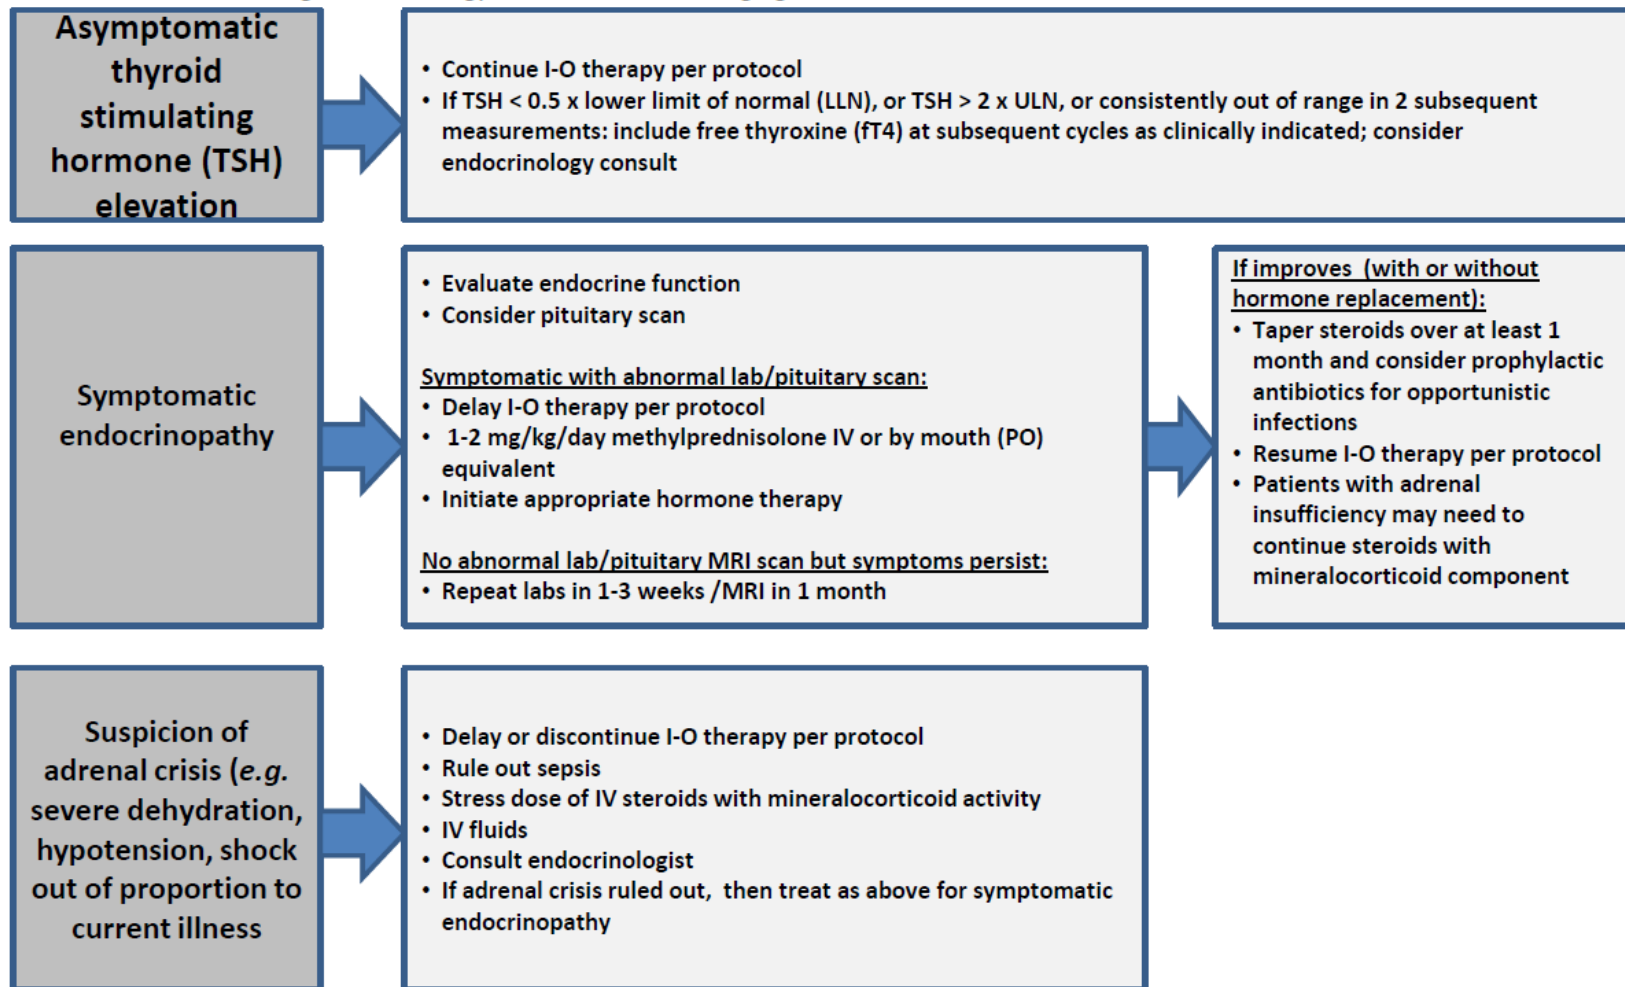 Asymptomatic
thyroid
stimulating
hormone (TSH)
elevation
• Continue I-O therapy per protocol
• If TSH < 0.5 x lower limit of normal (LLN), or TSH > 2 x ULN, or consistently out of range in 2 subsequent
measurements: include free thyroxine (fT4) at subsequent cycles as clinically indicated; consider
endocrinology consult
Symptomatic
endocrinopathy
• Evaluate endocrine function
• Consider pituitary scan
Symptomatic with abnormal lab/pituitary scan:
• Delay I-O therapy per protocol
• 1-2 mg/kg/day methylprednisolone IV or by mouth (PO)
equivalent
• Initiate appropriate hormone therapy
No abnormal lab/pituitary MRI scan but symptoms persist:
• Repeat labs in 1-3 weeks /MRI in 1 month
If improves (with or without
hormone replacement):
• Taper steroids over at least 1
month and consider prophylactic
antibiotics for opportunistic
infections
• Resume I-O therapy per protocol
• Patients with adrenal
insufficiency may need to
continue steroids with
mineralocorticoid component
Suspicion of
adrenal crisis (e.g.
severe dehydration,
hypotension, shock
out of proportion to
current illness
• Delay or discontinue I-O therapy per protocol
• Rule out sepsis
• Stress dose of IV steroids with mineralocorticoid activity
• IV fluids
• Consult endocrinologist
• If adrenal crisis ruled out, then treat as above for symptomatic
endocrinopathy